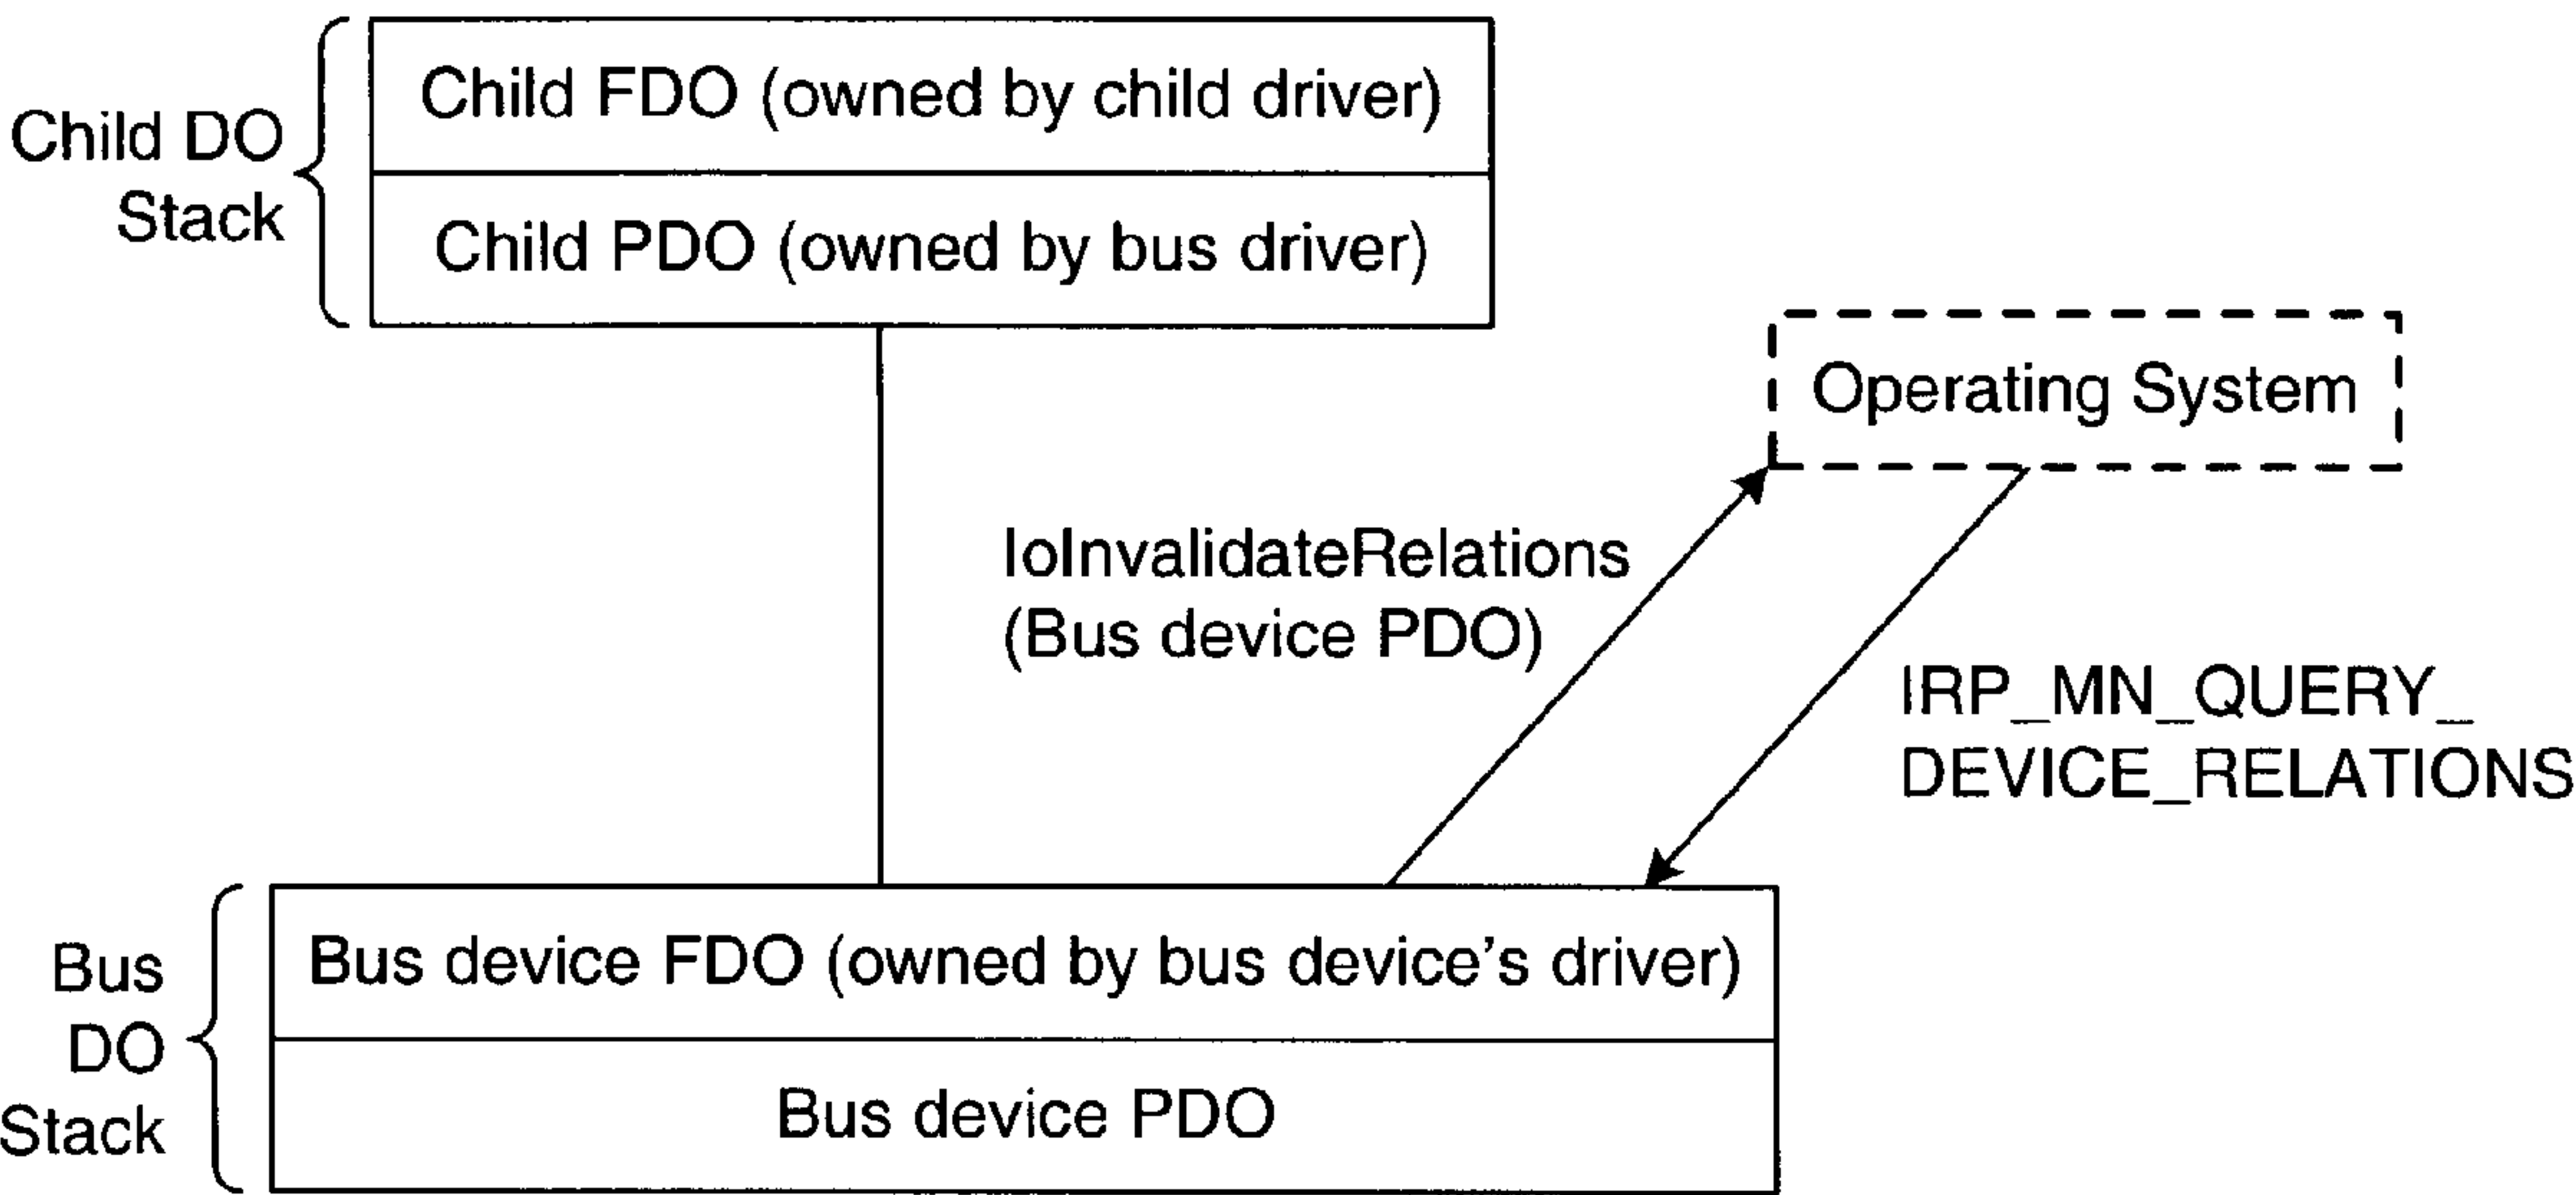 Child DO
Stack
Child FDO (owned by child driver)
Child PDO (owned by bus driver)
Operating System
IoInvalidateRelations
(Bus device PDO)
IRP_MN_QUERY_
DEVICE_RELATIONS
Bus
DO
Stack
Bus device FDO (owned by bus device's driver)
Bus device PDO